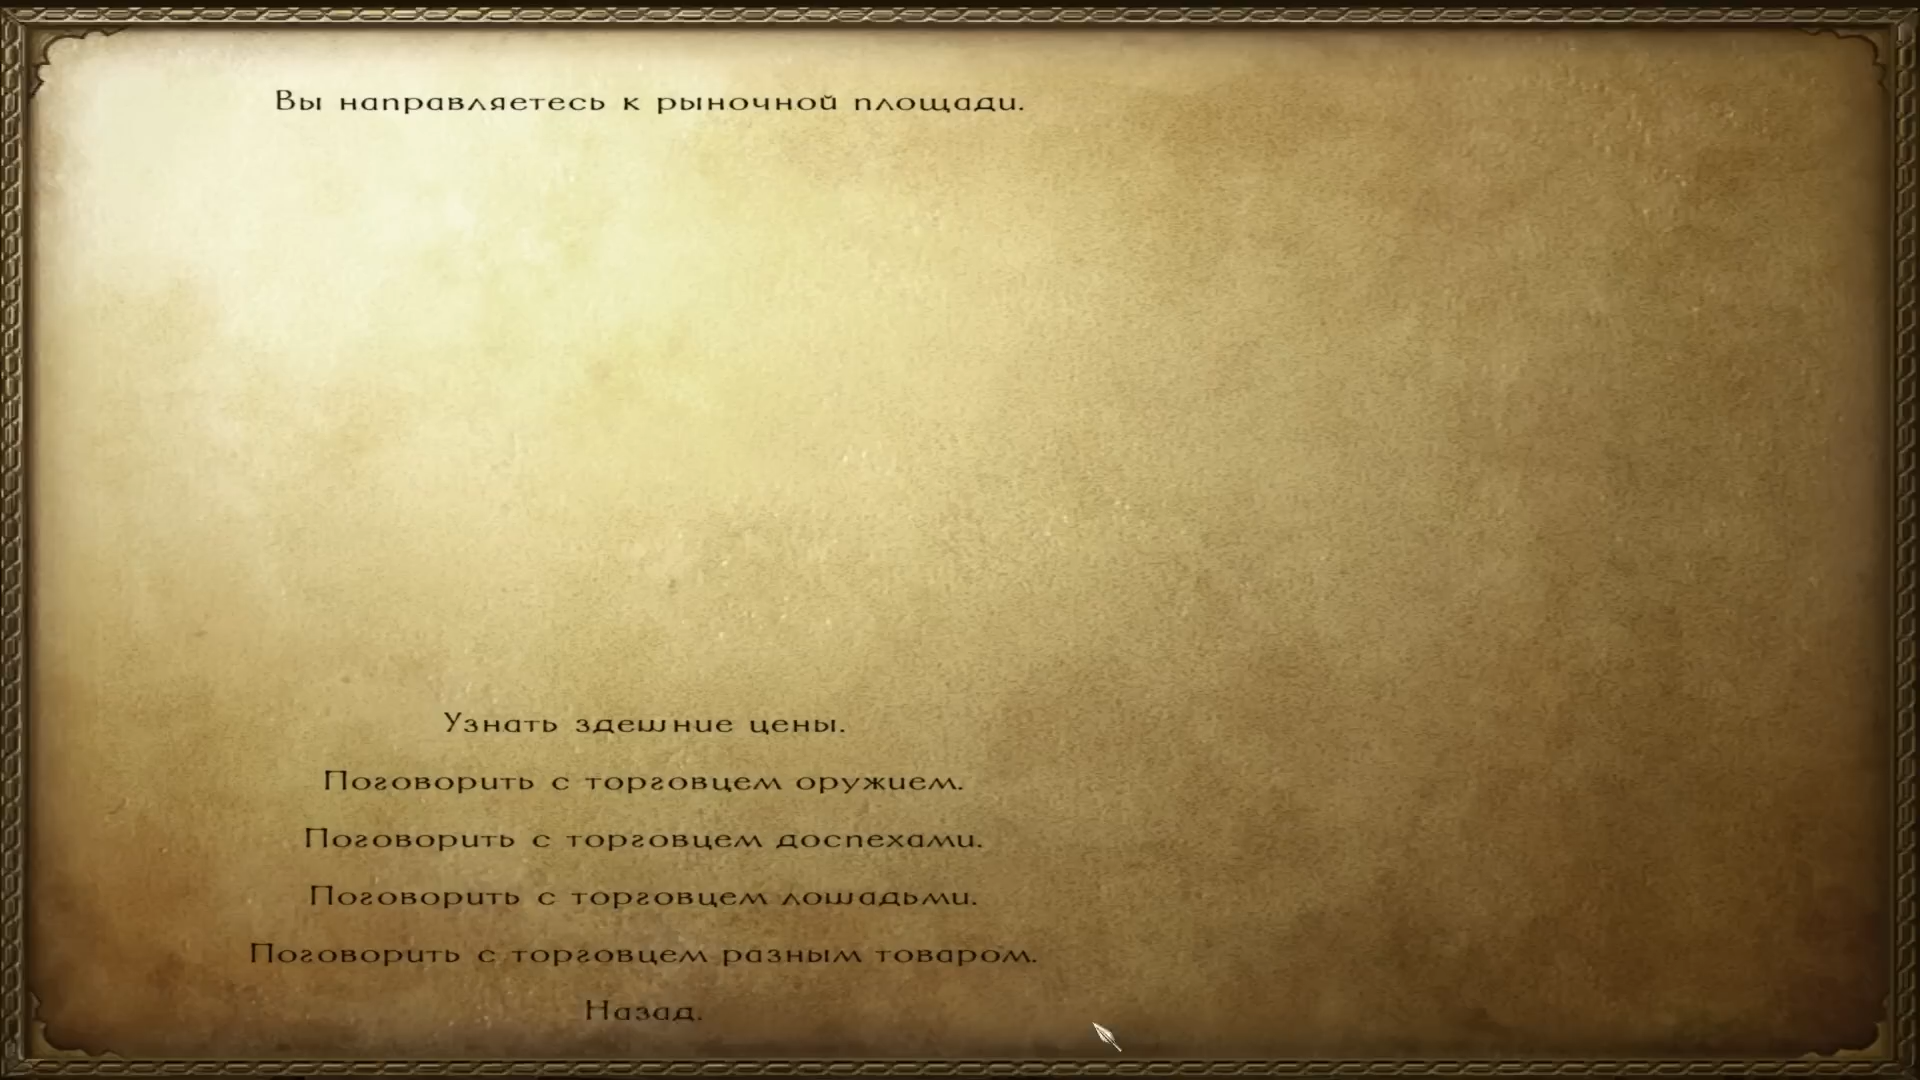 Вы направляетесь к рыночной площади.
Узнать здешние цены.
Поговорить с торговцем оружием.
Поговорить с торговцем доспехами.
Поговорить с торговцем лошадьми.
Поговорить с торговцем разным товаром.
Назад.